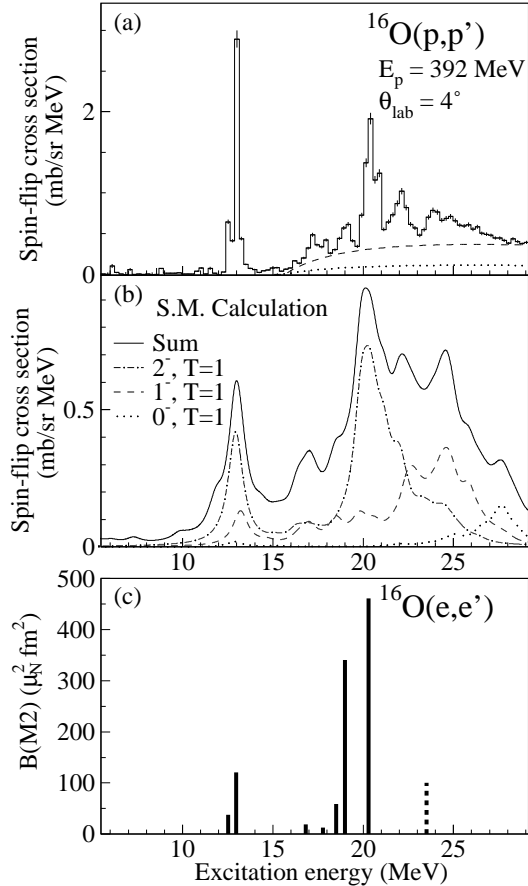 (a)
¹⁶O(p,p’)
E_p = 392 MeV
θ_lab = 4°
Spin-flip cross section
(mb/sr MeV)
2
0
(b)
S.M. Calculation
Sum
2⁻, T=1
1⁻, T=1
0⁻, T=1
Spin-flip cross section
(mb/sr MeV)
0.5
0
(c)
¹⁶O(e,e’)
B(M2) (μ_N² fm²)
500
400
300
200
100
0
10 15 20 25
Excitation energy (MeV)